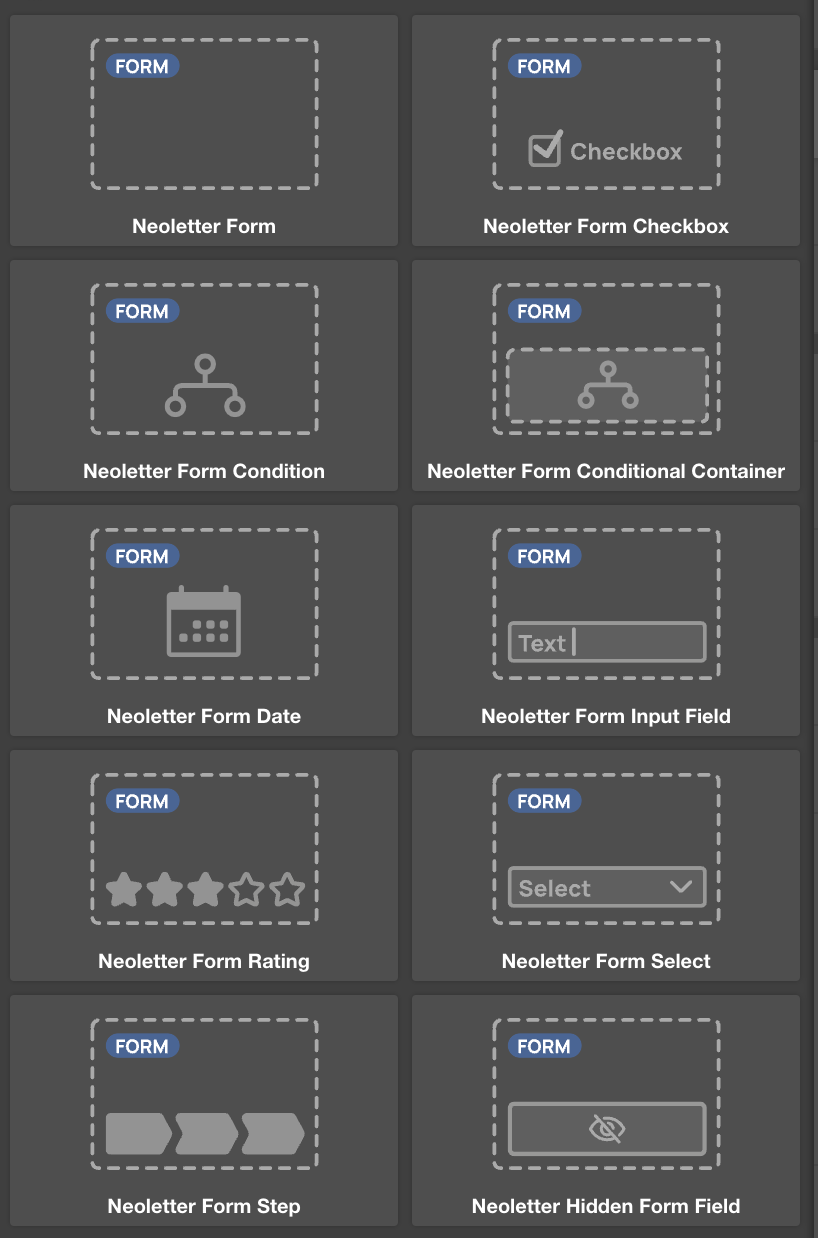 FORM
Neoletter Form
FORM
Checkbox
Neoletter Form Checkbox
FORM
Neoletter Form Condition
FORM
Neoletter Form Conditional Container
FORM
Neoletter Form Date
FORM
Text
Neoletter Form Input Field
FORM
Neoletter Form Rating
FORM
Select
Neoletter Form Select
FORM
Neoletter Form Step
FORM
Neoletter Hidden Form Field